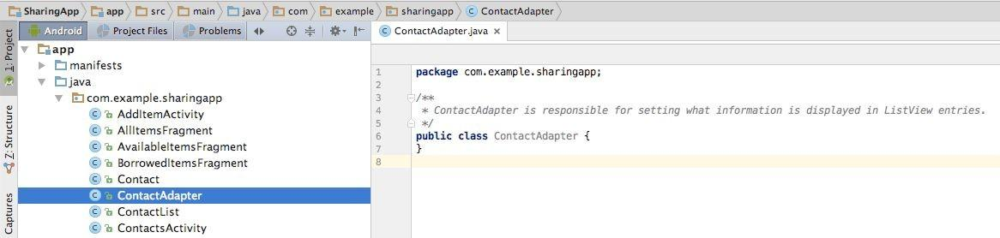 SharingApp app src main java com example sharingapp ContactAdapter
Android Project Files Problems
ContactAdapter.java
1: Project
Z: Structure
Captures
app
manifests
java
com.example.sharingapp
AddItemActivity
AllItemsFragment
AvailableItemsFragment
BorrowedItemsFragment
Contact
ContactAdapter
ContactList
ContactsActivity
1 package com.example.sharingapp;
2
3 /**
4 * ContactAdapter is responsible for setting what information is displayed in ListView entries.
5 */
6 public class ContactAdapter {
7 }
8